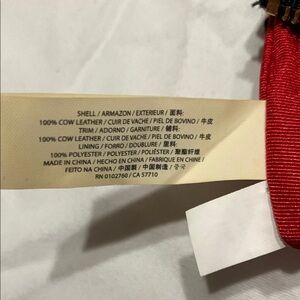 SHELL / ARMAZON / EXTERIEUR / 面料:
100% COW LEATHER / CUIR DE VACHE / PIEL DE BOVINO / 牛皮
TRIM / ADORNO / GARNITURE / 辅料:
100% COW LEATHER / CUIR DE VACHE / PIEL DE BOVINO / 牛皮
LINING / FORRO / DOUBLURE / 里料:
100% POLYESTER / POLYESTER / POLIÉSTER / 聚酯纤维
MADE IN CHINA / HECHO EN CHINA / FABRIQUE EN CHINE /
FEITO NA CHINA / 中国製 / 中国制造 / 중국
RN 0102760 / CA 57710